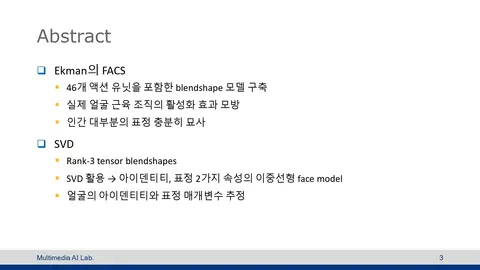 Abstract
Ekman의 FACS
46개 액션 유닛을 포함한 blendshape 모델 구축
실제 얼굴 근육 조직의 활성화 효과 모방
인간 대부분의 표정 충분히 묘사
SVD
Rank-3 tensor blendshapes
SVD 활용 → 아이덴티티, 표정 2가지 속성의 이중선형 face model
얼굴의 아이덴티티와 표정 매개변수 추정
Multimedia AI Lab.
3